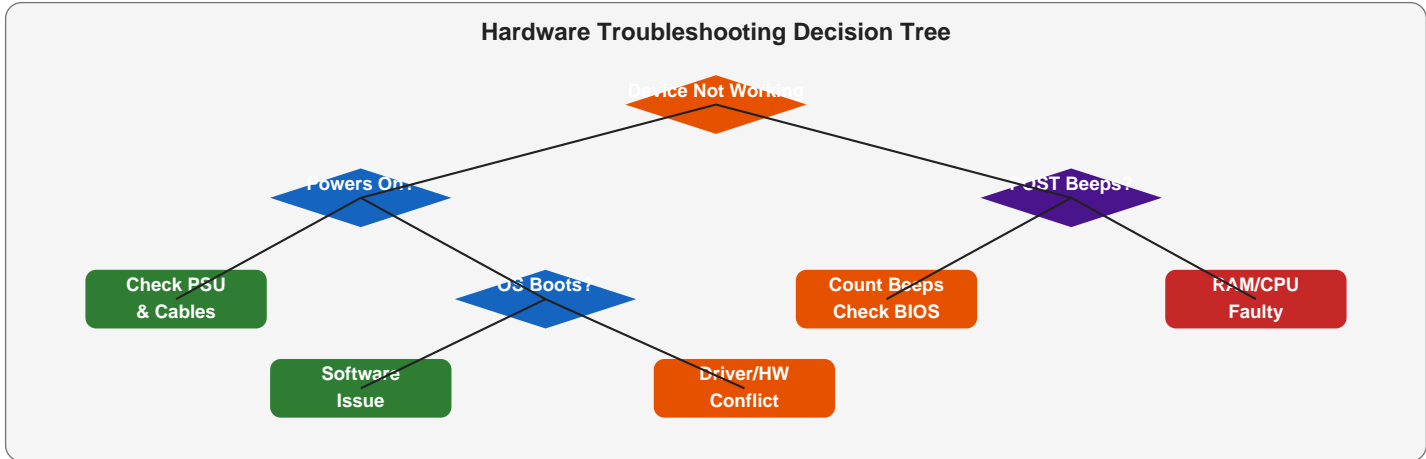 Hardware Troubleshooting Decision Tree
Device Not Working
Powers On?
POST Beeps?
Check PSU
& Cables
OS Boots?
Count Beeps
Check BIOS
RAM/CPU
Faulty
Software
Issue
Driver/HW
Conflict